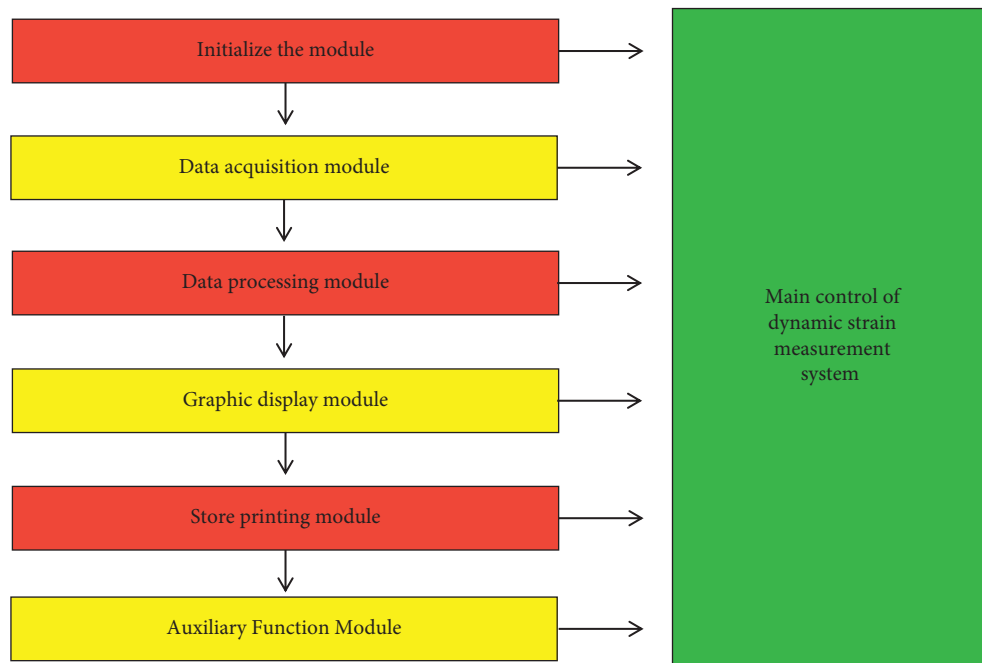 Initialize the module
Data acquisition module
Data processing module
Graphic display module
Store printing module
Auxiliary Function Module
Main control of
dynamic strain
measurement
system